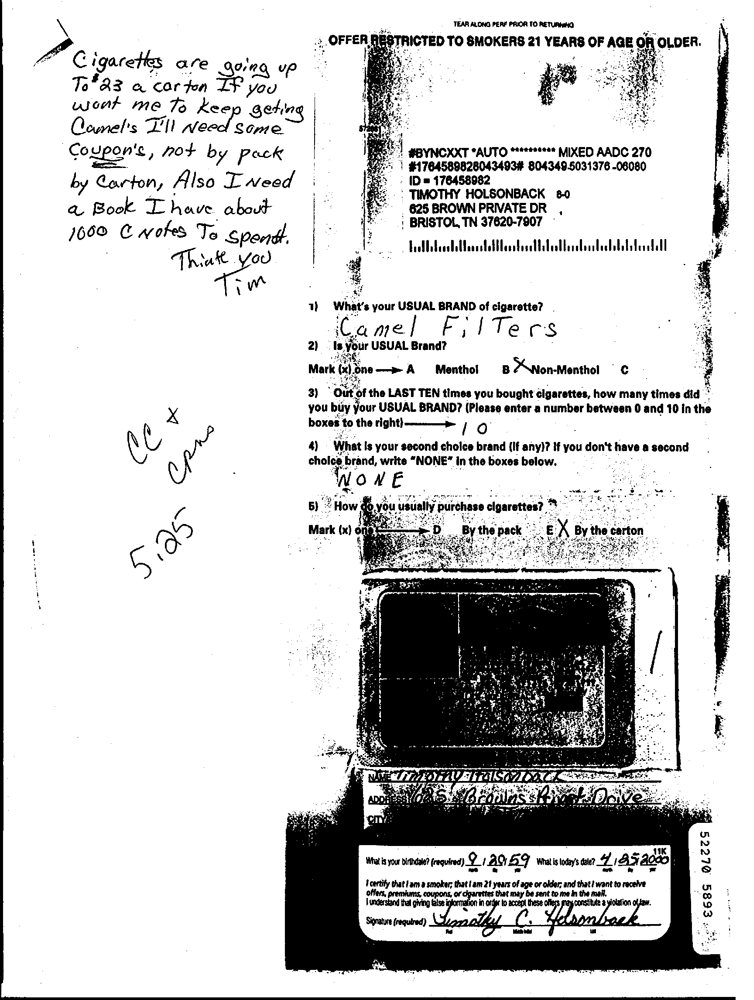 TEAR ALONG PERF PRIOR TO RETURNING
OFFER RESTRICTED TO SMOKERS 21 YEARS OF AGE OR OLDER.
Cigarettes are going up
To $23 a carton If you
wont me To keep geting
Camel's I'll Need some
Coupon's, not by pack
by Carton, Also I Need
a Book I have about
1000 C Notes To spend.
Thank you
Tim
#BYNCXXT *AUTO ********** MIXED AADC 270
#1764589828043493# 804349-5031376-06080
ID = 176458982
TIMOTHY HOLSONBACK 8-0
625 BROWN PRIVATE DR
BRISTOL, TN 37620-7907
1) What's your USUAL BRAND of cigarette?
Camel FilTers
2) Is your USUAL Brand?
Mark (x) one A Menthol B X Non-Menthol C
3) Out of the LAST TEN times you bought cigarettes, how many times did
you buy your USUAL BRAND? (Please enter a number between 0 and 10 in the
boxes to the right) 10
4) What is your second choice brand (if any)? If you don't have a second
choice brand, write "NONE" in the boxes below.
NONE
5) How do you usually purchase cigarettes?
Mark (x) one D By the pack E X By the carton
CC +
CPNS
5.25
NAME Timothy Holsonback
ADDRESS 625 Browns Privat Drive
CITY
11K
What is your birthdate? (required) 9 / 20 / 59 What is today's date? 4 / 25 / 2000
I certify that I am a smoker; that I am 21 years of age or older; and that I want to receive
offers, premiums, coupons, or cigarettes that may be sent to me in the mail.
I understand that giving false information in order to accept these offers may constitute a violation of law.
Signature (required) Timothy C. Holsonback
52270 5893